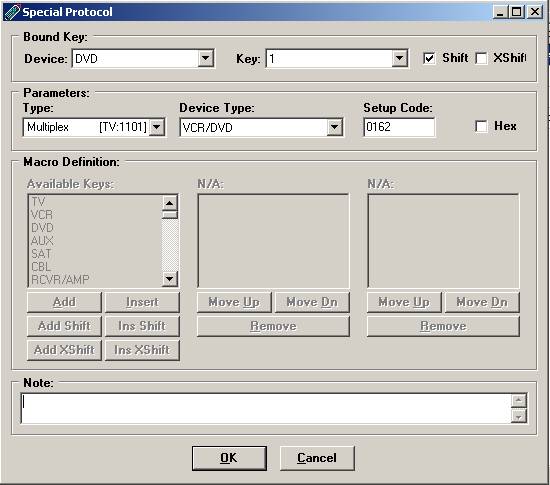 Special Protocol
Bound Key:
Device: DVD Key: 1 Shift XShift
Parameters:
Type: Device Type: Setup Code:
Multiplex [TV:1101] VCR/DVD 0162 Hex
Macro Definition:
Available Keys: N/A: N/A:
TV
VCR
DVD
AUX
SAT
CBL
RCVR/AMP
Add Insert Move Up Move Dn Move Up Move Dn
Add Shift Ins Shift Remove Remove
Add XShift Ins XShift
Note:
OK Cancel